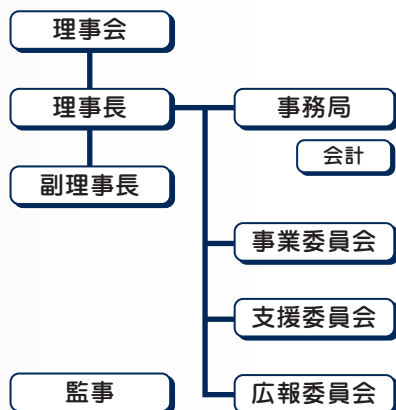 理事会
理事長
事務局
会計
副理事長
事業委員会
支援委員会
監事
広報委員会